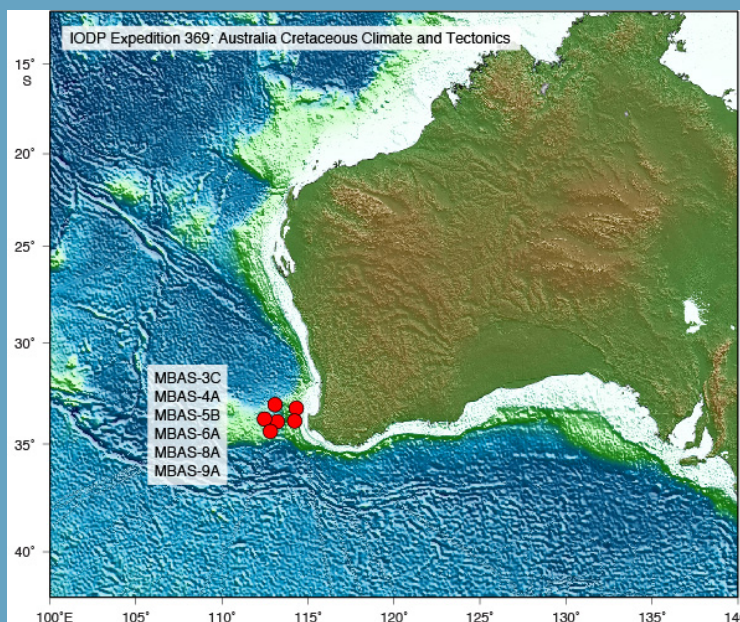 IODP Expedition 369: Australia Cretaceous Climate and Tectonics
15°
S
20°
25°
30°
MBAS-3C
MBAS-4A
MBAS-5B
MBAS-6A
MBAS-8A
MBAS-9A
35°
40°
100°E 105° 110° 115° 120° 125° 130° 135°